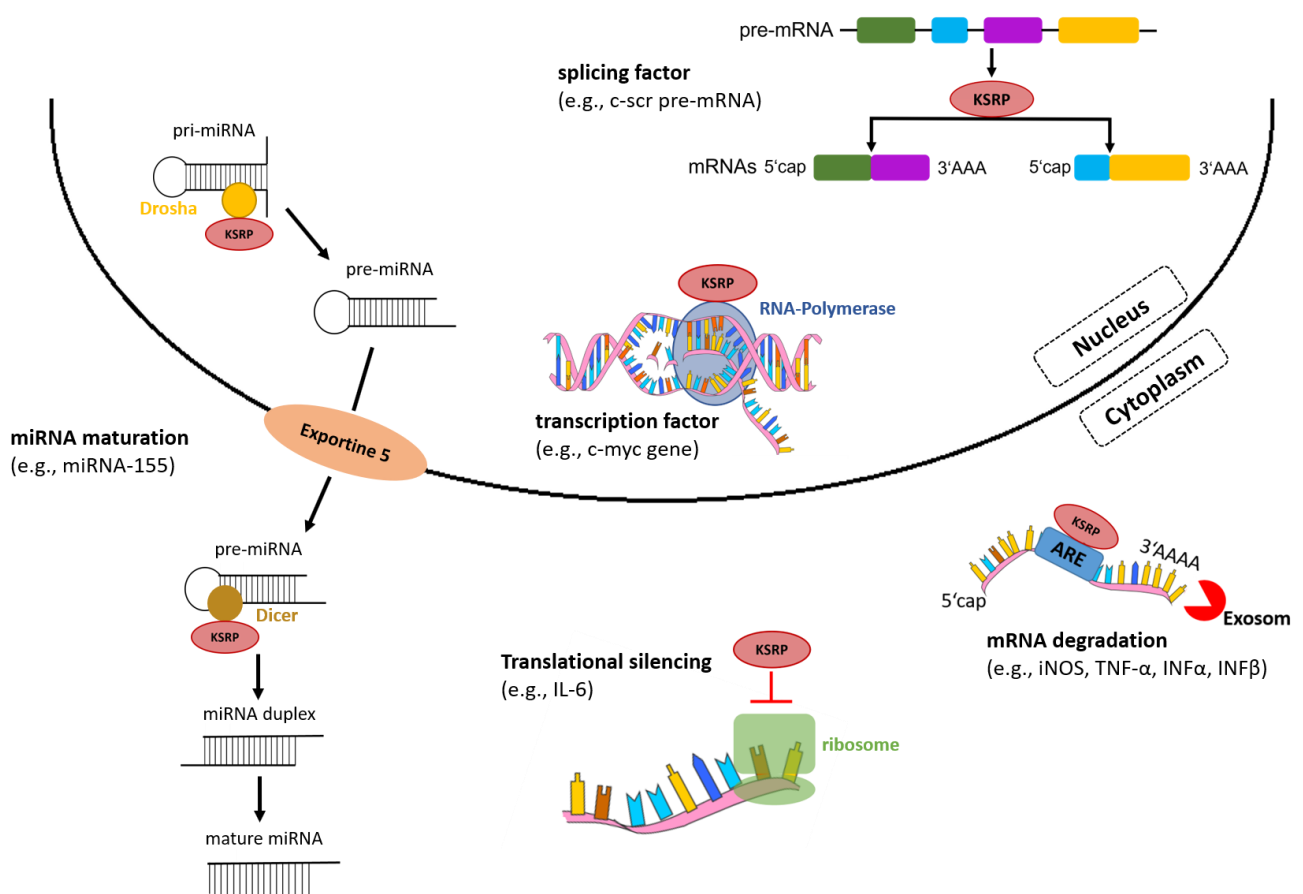 pre-mRNA
splicing factor
(e.g., c-scr pre-mRNA)
KSRP
mRNAs 5‘cap 3‘AAA 5‘cap 3‘AAA
pri-miRNA
Drosha
KSRP
pre-miRNA
KSRP
RNA-Polymerase
transcription factor
(e.g., c-myc gene)
Nucleus
Cytoplasm
miRNA maturation
(e.g., miRNA-155)
Exportine 5
pre-miRNA
Dicer
KSRP
miRNA duplex
mature miRNA
Translational silencing
(e.g., IL-6)
KSRP
ribosome
KSRP
ARE
3‘AAAA
5‘cap
Exosom
mRNA degradation
(e.g., iNOS, TNF-α, INFα, INFβ)